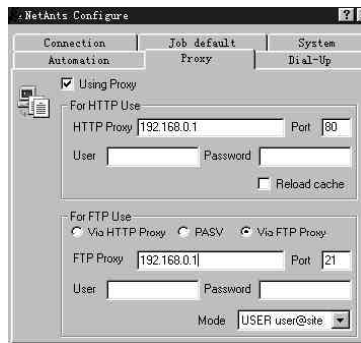 NetAnts Configure
Connection Job default System
Automation Proxy Dial-Up
Using Proxy
For HTTP Use
HTTP Proxy 192.168.0.1 Port 80
User Password
Reload cache
For FTP Use
Via HTTP Proxy PASV Via FTP Proxy
FTP Proxy 192.168.0.1 Port 21
User Password
Mode USER user@site